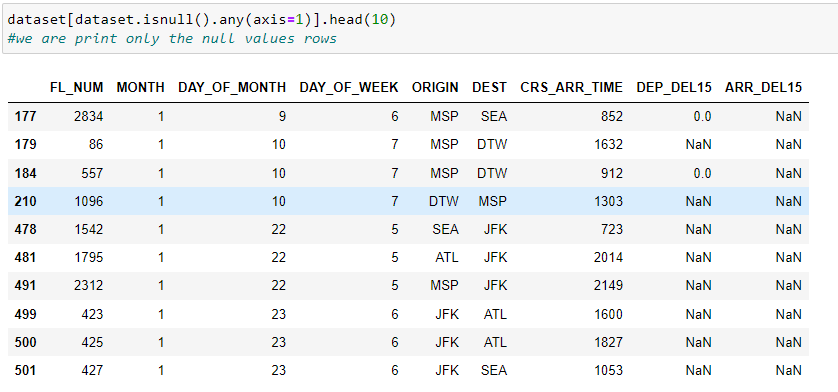 dataset[dataset.isnull().any(axis=1)].head(10)
#we are print only the null values rows
FL_NUM MONTH DAY_OF_MONTH DAY_OF_WEEK ORIGIN DEST CRS_ARR_TIME DEP_DEL15 ARR_DEL15
177 2834 1 9 6 MSP SEA 852 0.0 NaN
179 86 1 10 7 MSP DTW 1632 NaN NaN
184 557 1 10 7 MSP DTW 912 0.0 NaN
210 1096 1 10 7 DTW MSP 1303 NaN NaN
478 1542 1 22 5 SEA JFK 723 NaN NaN
481 1795 1 22 5 ATL JFK 2014 NaN NaN
491 2312 1 22 5 MSP JFK 2149 NaN NaN
499 423 1 23 6 JFK ATL 1600 NaN NaN
500 425 1 23 6 JFK ATL 1827 NaN NaN
501 427 1 23 6 JFK SEA 1053 NaN NaN